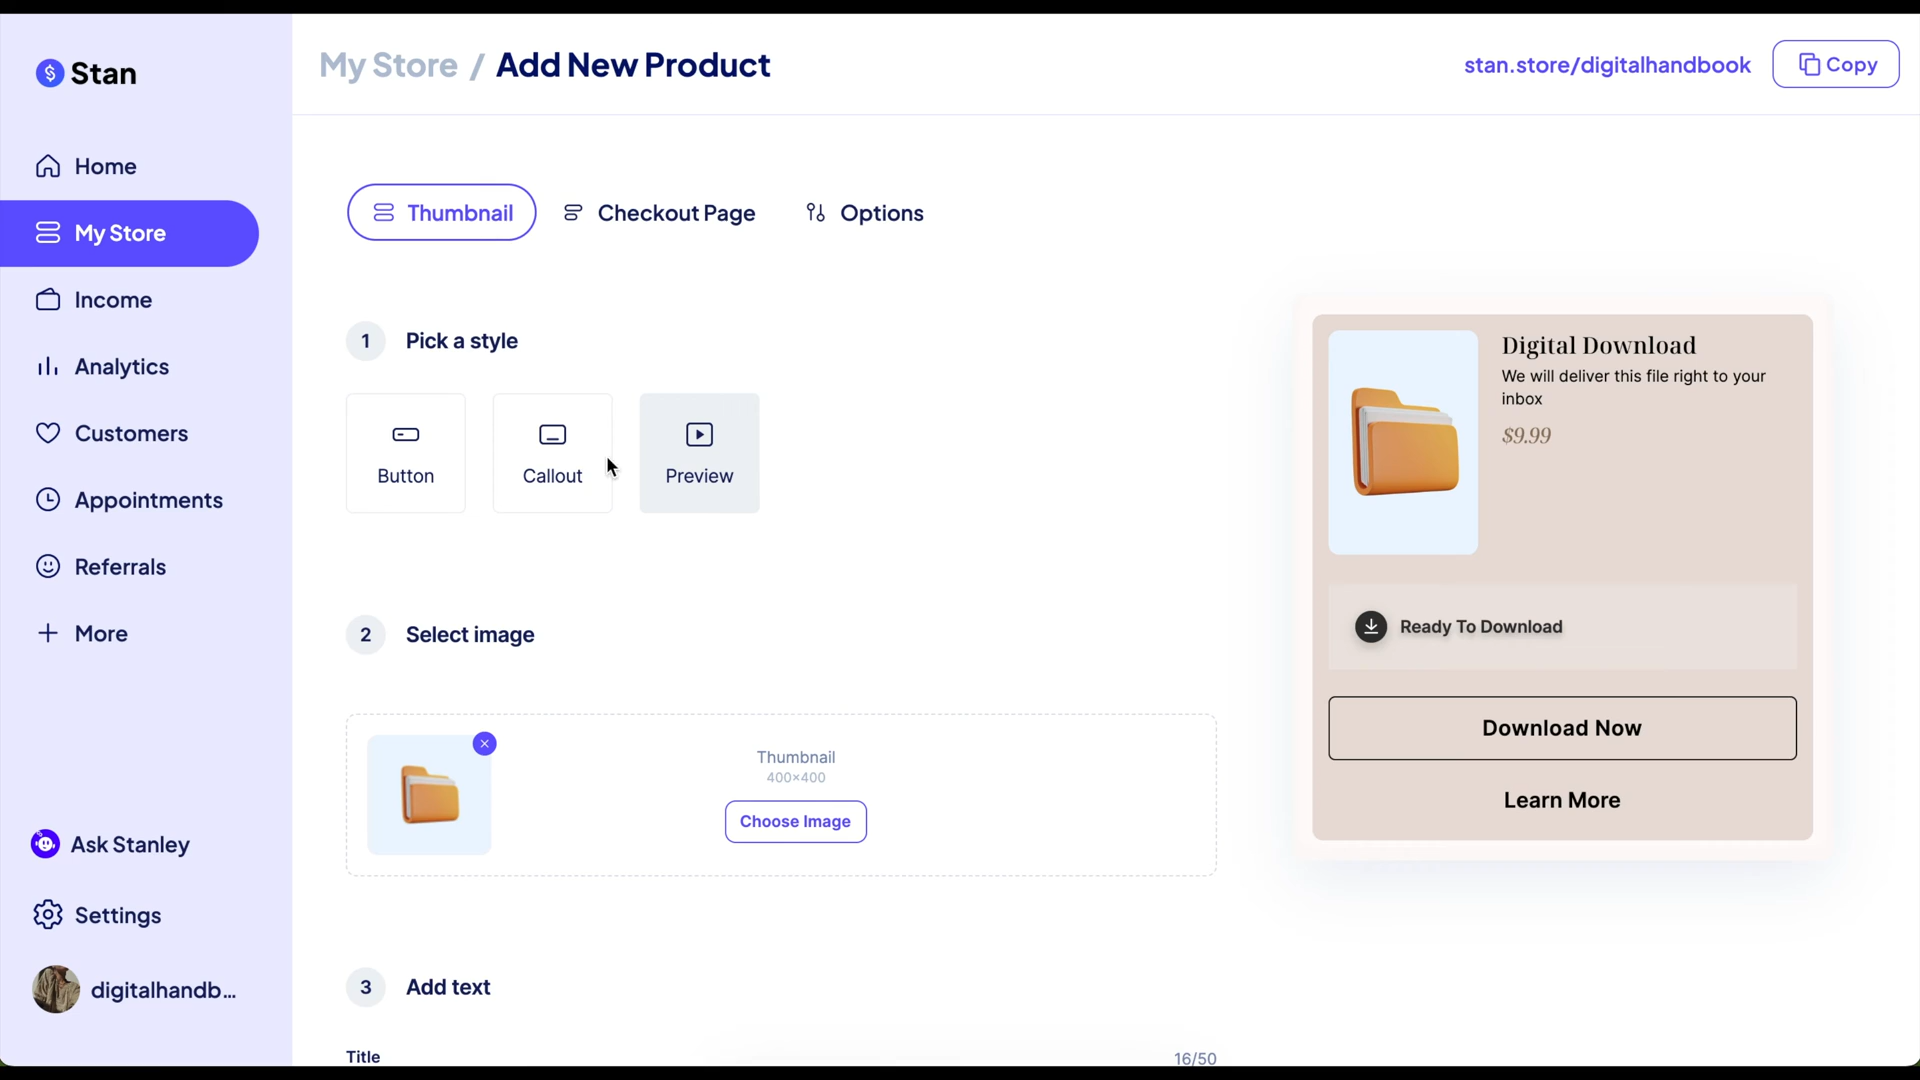 Stan
My Store / Add New Product
stan.store/digitalhandbook
Copy
Home
My Store
Income
Analytics
Customers
Appointments
Referrals
More
Ask Stanley
Settings
digitalhandb...
Thumbnail
Checkout Page
Options
1 Pick a style
Button
Callout
Preview
2 Select image
Thumbnail
400×400
Choose Image
3 Add text
Title
16/50
Digital Download
We will deliver this file right to your
inbox
$9.99
Ready To Download
Download Now
Learn More